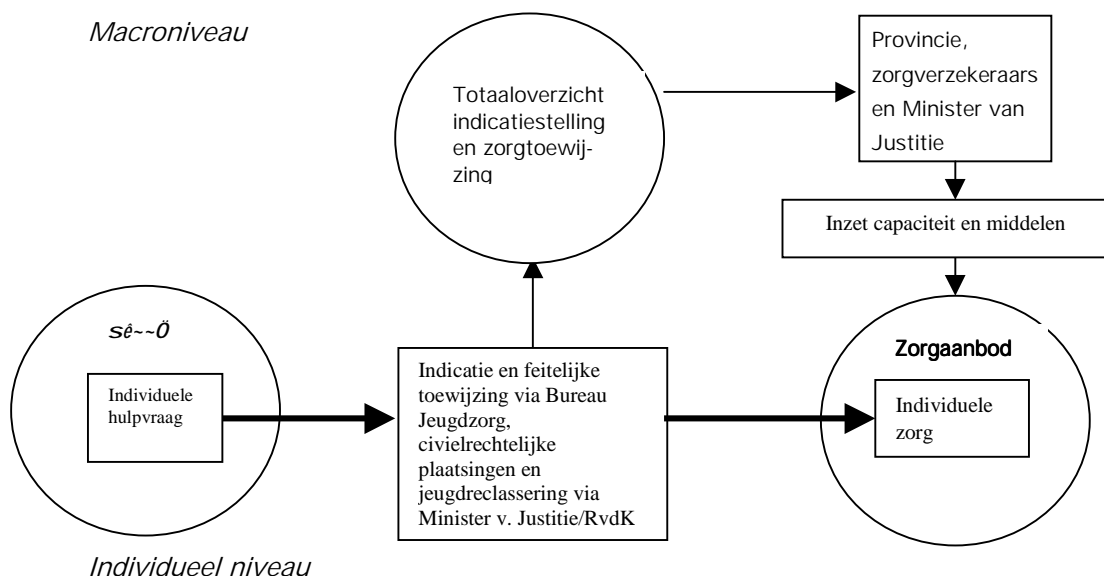 Macroniveau
Totaaloverzicht
indicatiestelling
en zorgtoewij-
zing
Provincie,
zorgverzekeraars
en Minister van
Justitie
Inzet capaciteit en middelen
sê~~Ö
Individuele
hulpvraag
Indicatie en feitelijke
toewijzing via Bureau
Jeugdzorg,
civielrechtelijke
plaatsingen en
jeugdreclassering via
Minister v. Justitie/RvdK
Zorgaanbod
Individuele
zorg
Individueel niveau